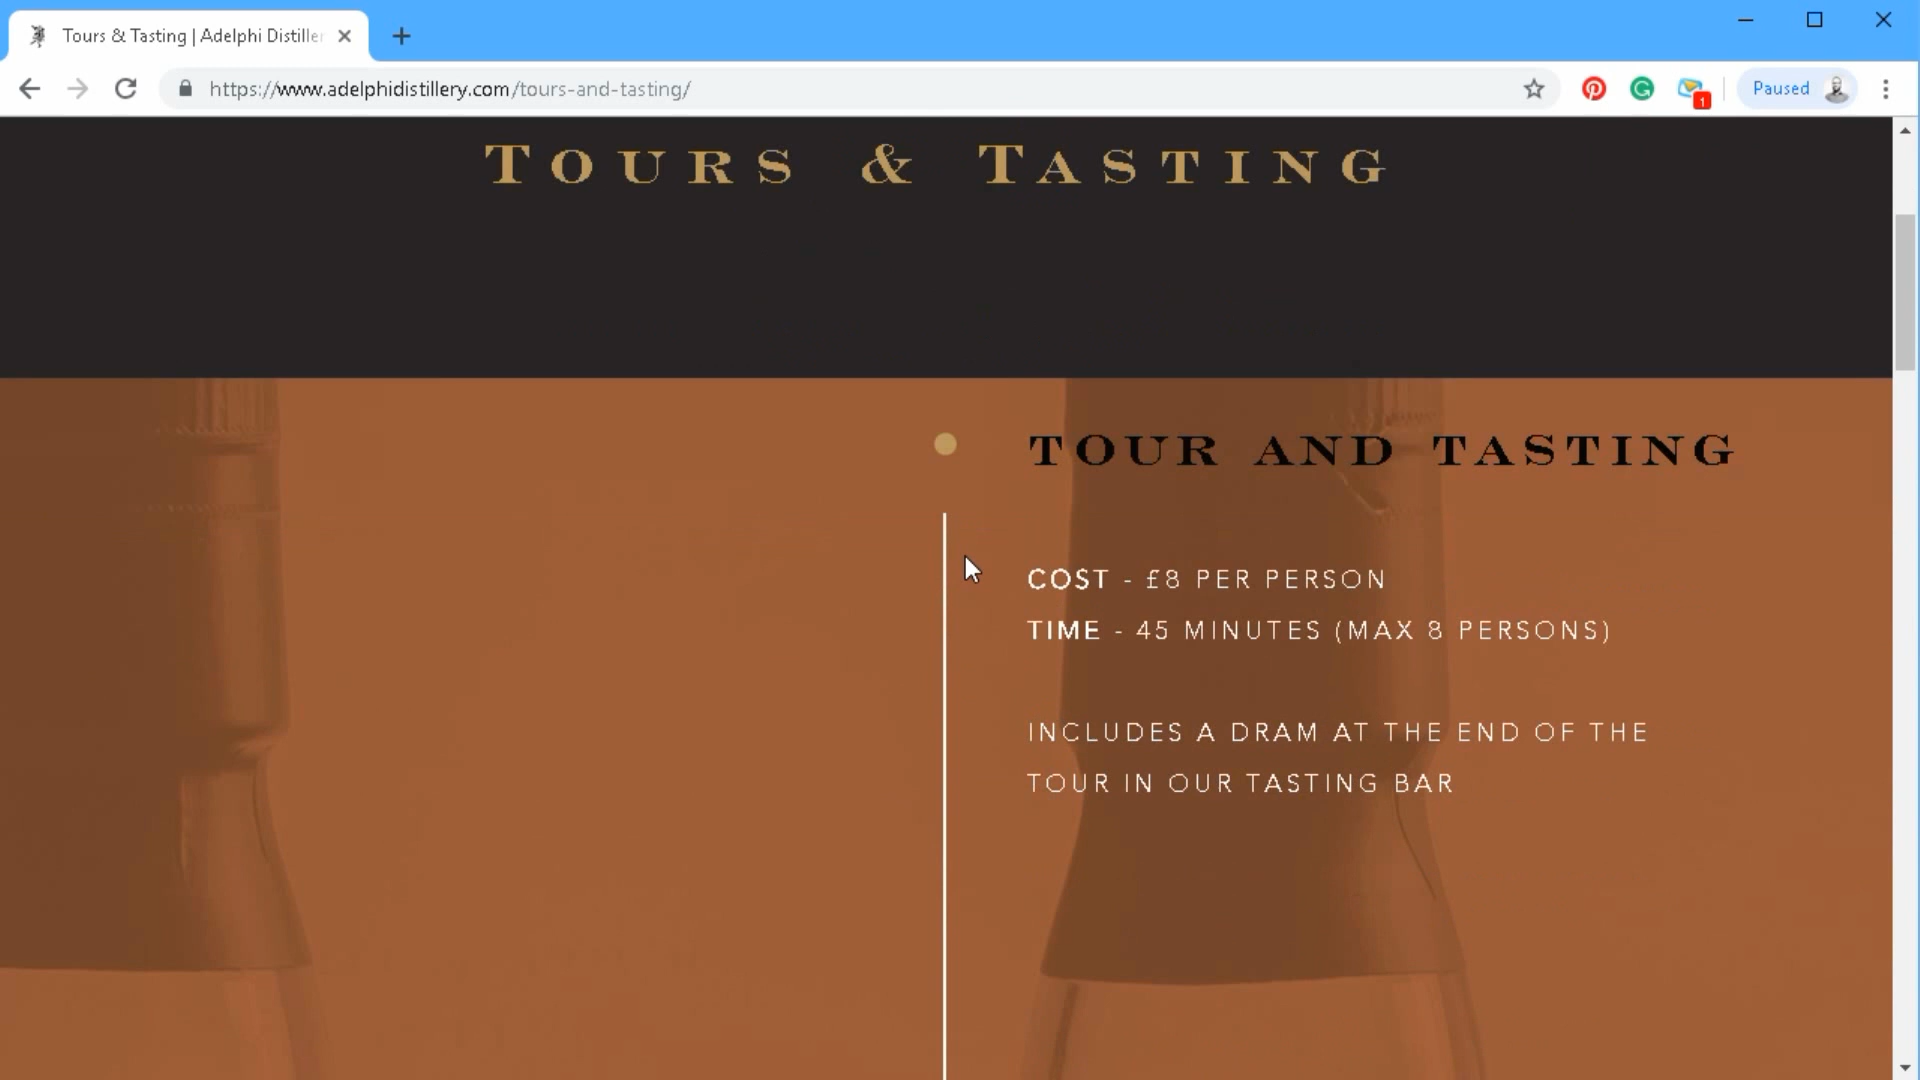 Tours & Tasting | Adelphi Distiller
https://www.adelphidistillery.com/tours-and-tasting/
1
Paused
TOURS & TASTING
TOUR AND TASTING
COST - £8 PER PERSON
TIME - 45 MINUTES (MAX 8 PERSONS)
INCLUDES A DRAM AT THE END OF THE
TOUR IN OUR TASTING BAR